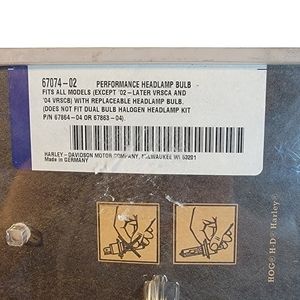 67074-02 PERFORMANCE HEADLAMP BULB
FITS ALL MODELS (EXCEPT '02-LATER VRSCA AND
'04 VRSCB) WITH REPLACEABLE HEADLAMP BULB.
(DOES NOT FIT DUAL BULB HALOGEN HEADLAMP KIT
P/N 67864-04 OR 67863-04).
HARLEY-DAVIDSON MOTOR COMPANY, MILWAUKEE WI 53201
Made in GERMANY
HOG® H-D® Harley®